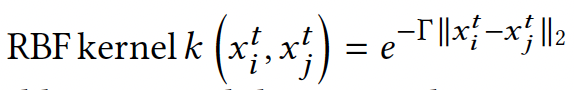 RBF kernel k (x_i^t, x_j^t) = e^{-Γ∥x_i^t-x_j^t∥_2}